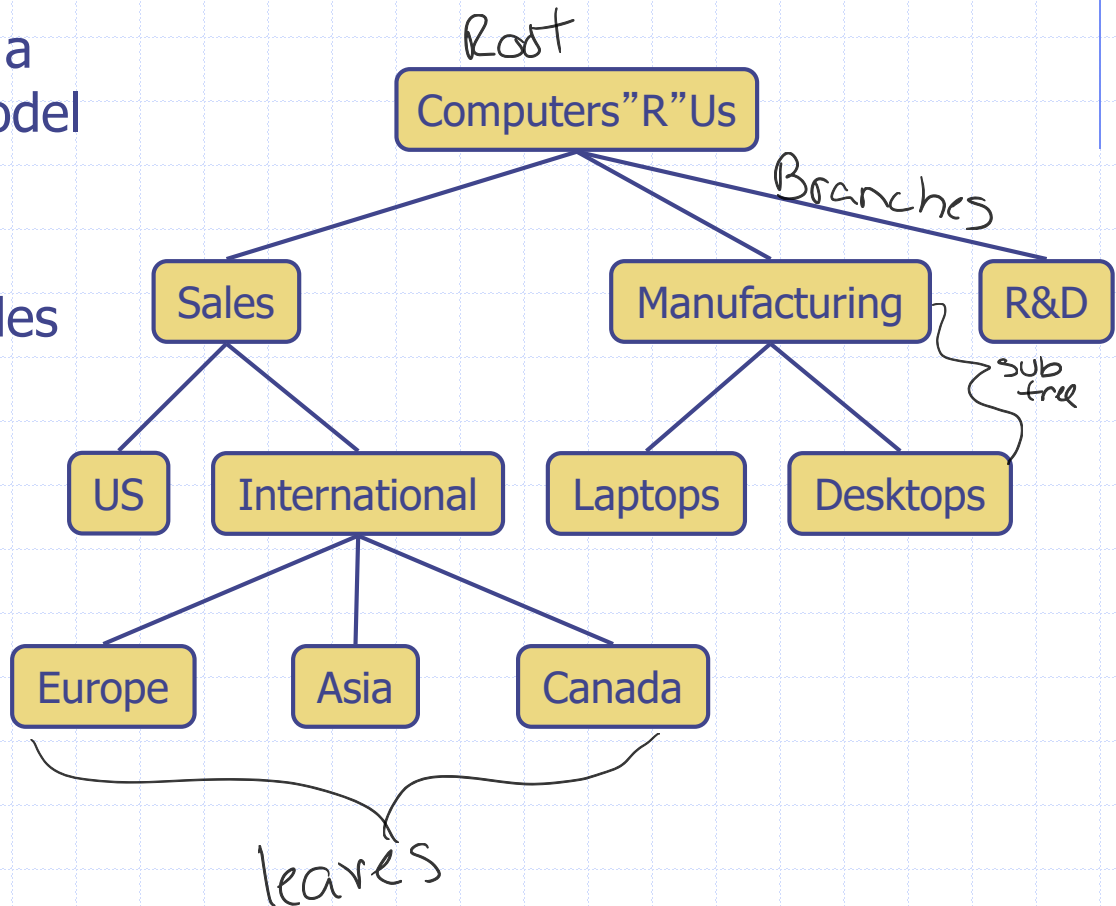 a
odel
les
Root
Computers”R”Us
Branches
Sales
Manufacturing
R&D
sub
tree
US
International
Laptops
Desktops
Europe
Asia
Canada
leaves